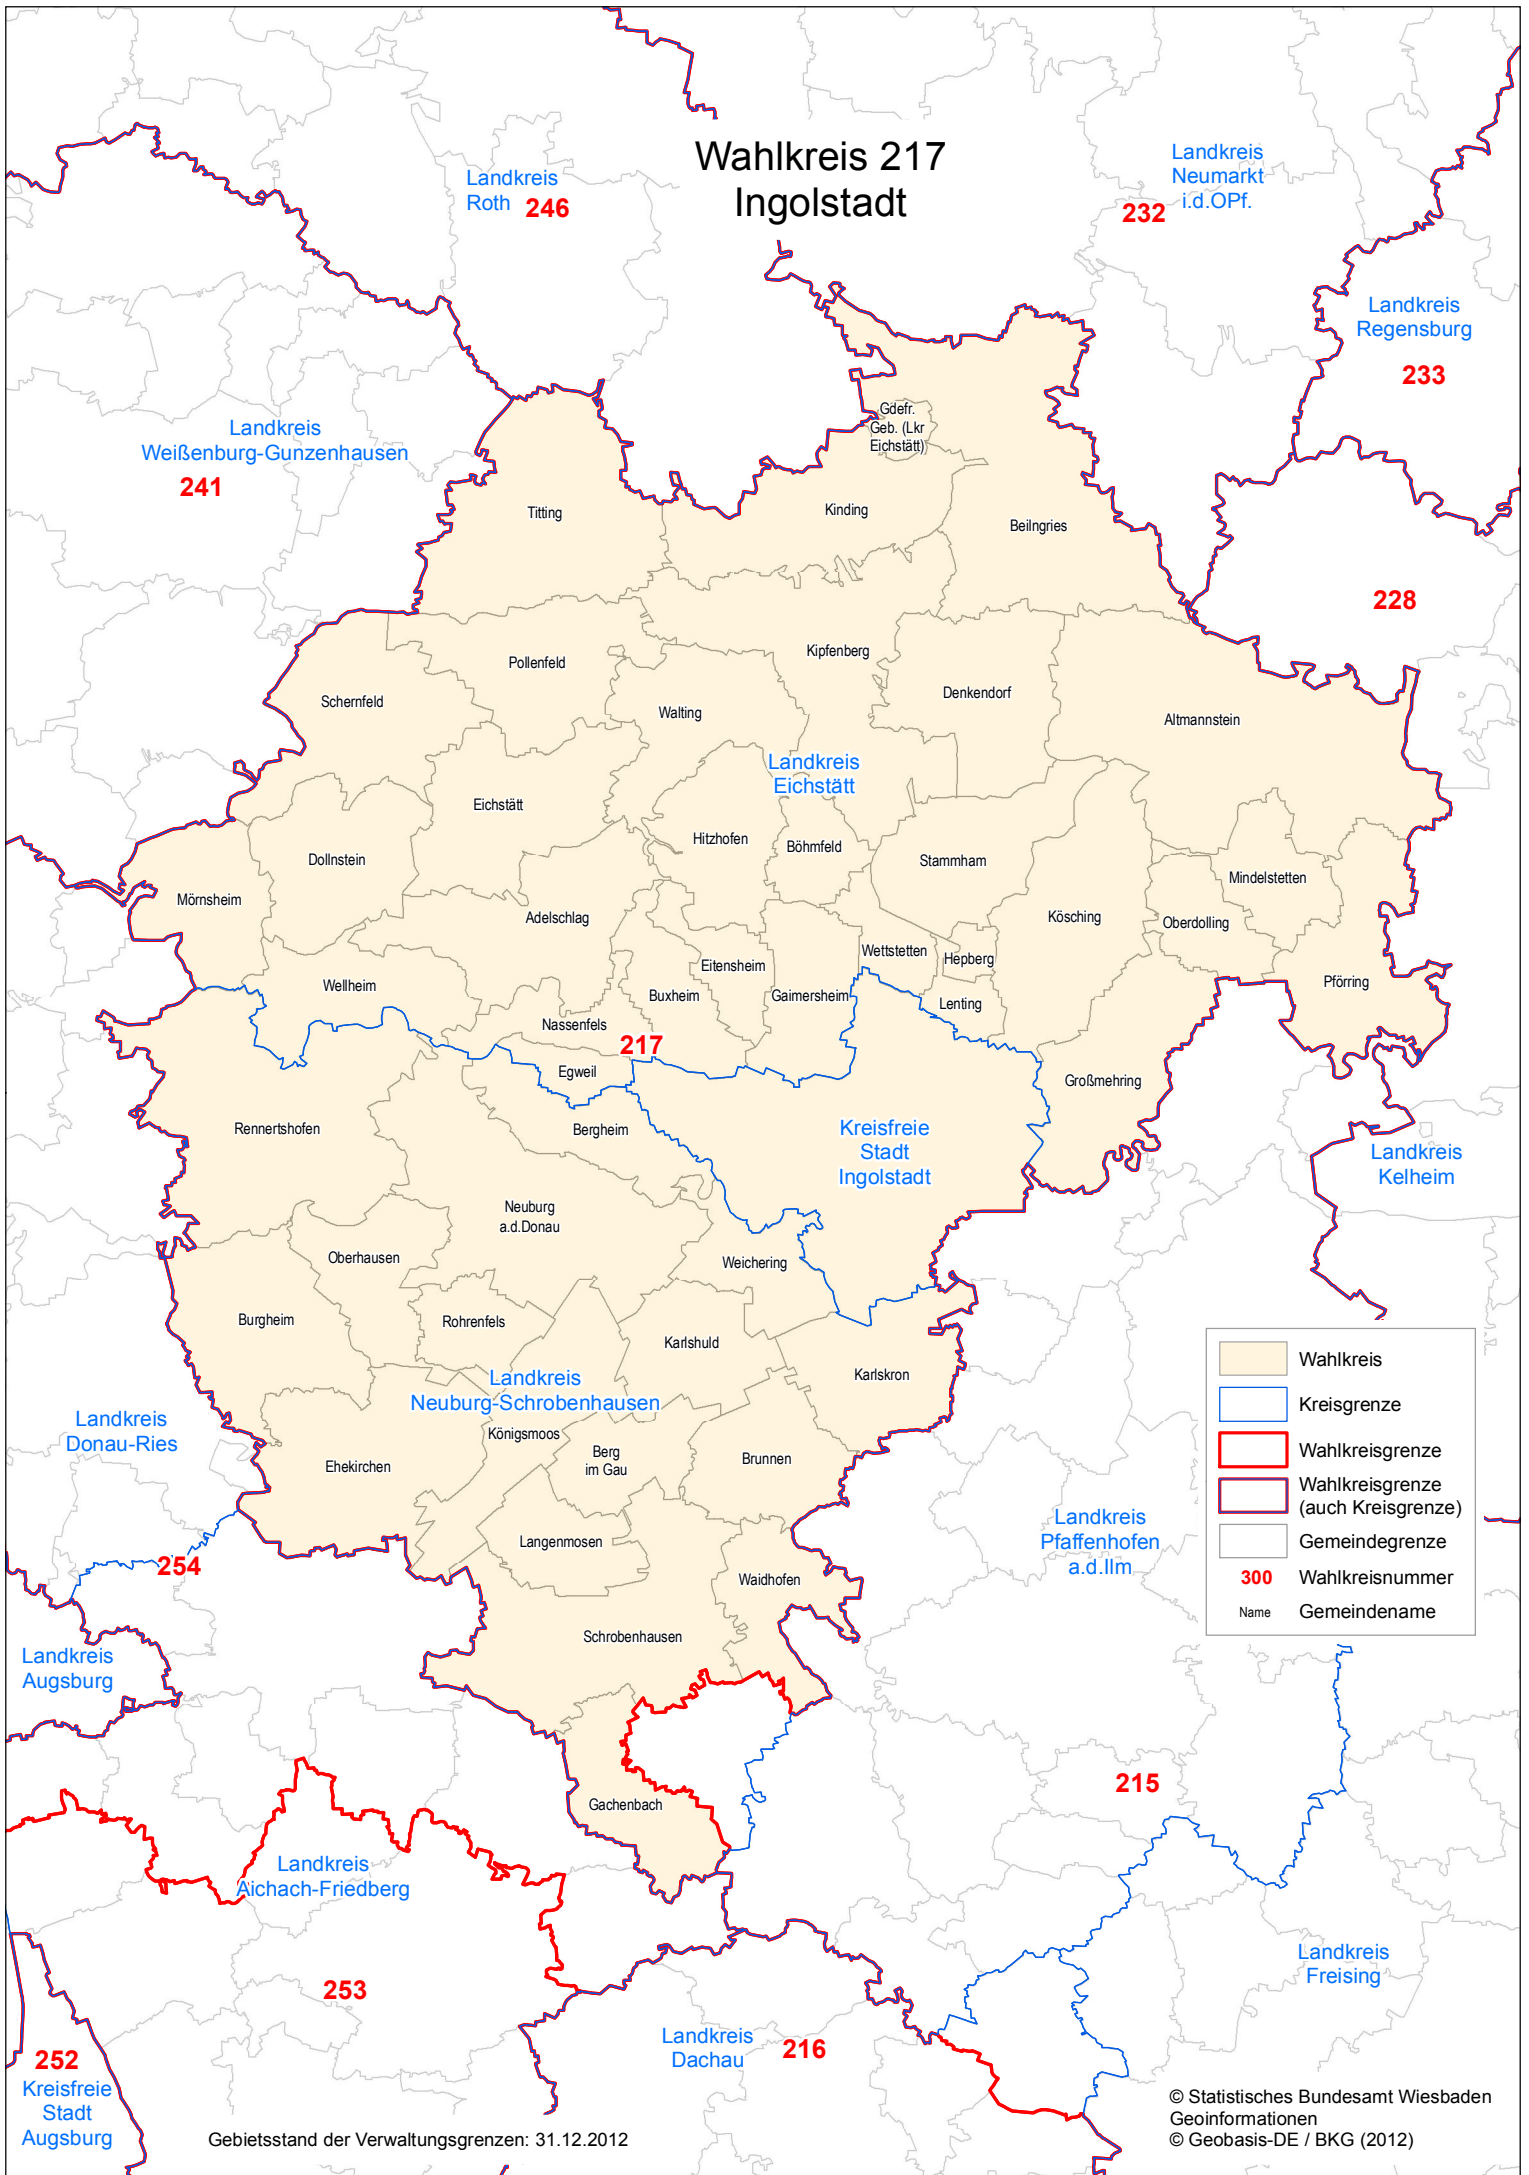 Wahlkreis 217
Ingolstadt
Landkreis
Roth 246
Landkreis
Neumarkt
i.d.OPf.
232
Landkreis
Regensburg
233
Landkreis
Weißenburg-Gunzenhausen
241
Gdefr.
Geb. (Lkr
Eichstätt)
Titting
Kinding
Beilngries
228
Pollenfeld
Kipfenberg
Schernfeld
Walting
Denkendorf
Altmannstein
Landkreis
Eichstätt
Eichstätt
Hitzhofen
Böhmfeld
Dollnstein
Stammham
Mindelstetten
Mörnsheim
Adelschlag
Kösching
Oberdolling
Wettstetten
Hepberg
Eitensheim
Wellheim
Buxheim
Gaimersheim
Lenting
Pförring
Nassenfels
217
Egweil
Großmehring
Rennertshofen
Bergheim
Kreisfreie
Stadt
Ingolstadt
Landkreis
Kelheim
Neuburg
a.d.Donau
Oberhausen
Weichering
Burgheim
Rohrenfels
Karlshuld
Karlskron
Landkreis
Neuburg-Schrobenhausen
Landkreis
Donau-Ries
Königsmoos
Berg
im Gau
Brunnen
Ehekirchen
Langenmosen
Landkreis
Pfaffenhofen
a.d.Ilm
254
Waidhofen
Schrobenhausen
Landkreis
Augsburg
Wahlkreis
Kreisgrenze
Wahlkreisgrenze
Wahlkreisgrenze
(auch Kreisgrenze)
Gemeindegrenze
300 Wahlkreisnummer
Name Gemeindename
215
Gachenbach
Landkreis
Aichach-Friedberg
253
Landkreis
Freising
Landkreis
Dachau
216
252
Kreisfreie
Stadt
Augsburg
Gebietsstand der Verwaltungsgrenzen: 31.12.2012
© Statistisches Bundesamt Wiesbaden
Geoinformationen
© Geobasis-DE / BKG (2012)